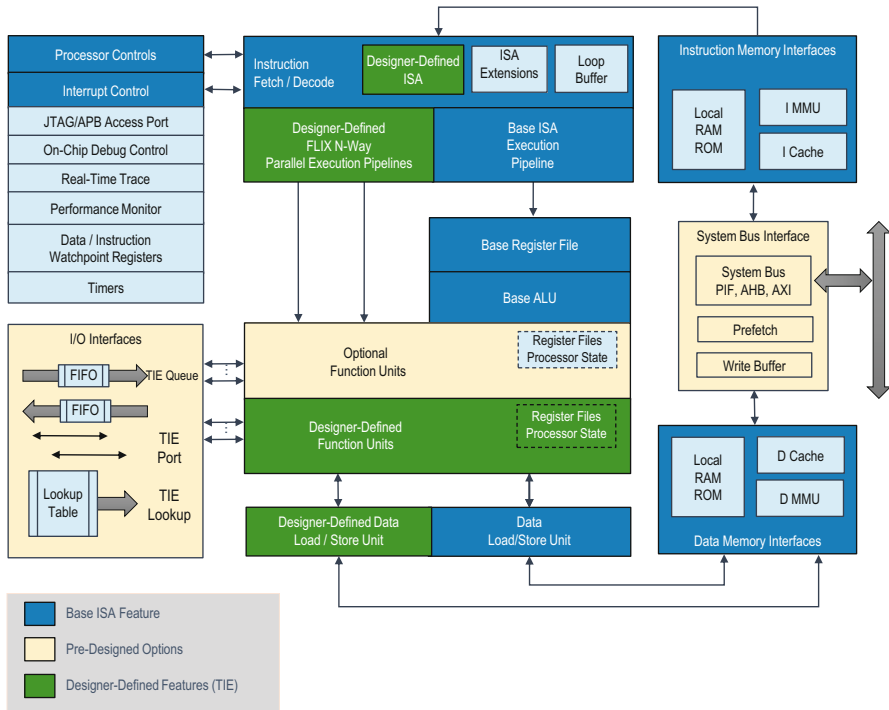 Processor Controls
Interrupt Control
JTAG/APB Access Port
On-Chip Debug Control
Real-Time Trace
Performance Monitor
Data / Instruction
Watchpoint Registers
Timers
Instruction
Fetch / Decode
Designer-Defined
ISA
ISA
Extensions
Loop
Buffer
Designer-Defined
FLIX N-Way
Parallel Execution Pipelines
Base ISA
Execution
Pipeline
Base Register File
Base ALU
Optional
Function Units
Register Files
Processor State
Designer-Defined
Function Units
Register Files
Processor State
Designer-Defined Data
Load / Store Unit
Data
Load/Store Unit
Instruction Memory Interfaces
Local
RAM
ROM
I MMU
I Cache
System Bus Interface
System Bus
PIF, AHB, AXI
Prefetch
Write Buffer
Local
RAM
ROM
D Cache
D MMU
Data Memory Interfaces
I/O Interfaces
FIFO
TIE Queue
FIFO
TIE
Port
Lookup
Table
TIE
Lookup
Base ISA Feature
Pre-Designed Options
Designer-Defined Features (TIE)